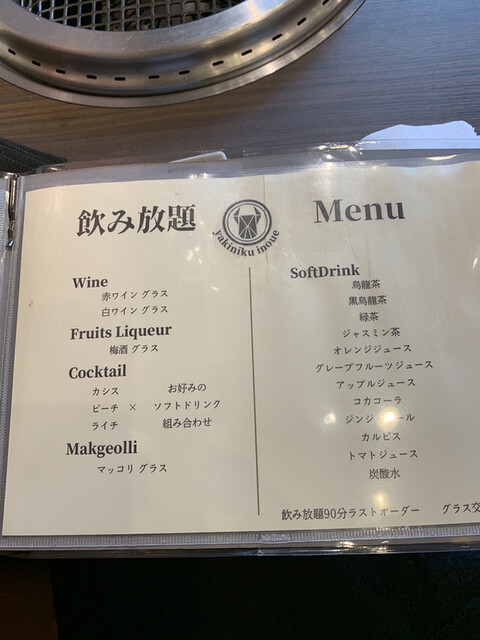 飲み放題
yakiniku inoue
Menu
Wine
赤ワイン グラス
白ワイン グラス
Fruits Liqueur
梅酒 グラス
Cocktail
カシス お好みの
ピーチ × ソフトドリンク
ライチ 組み合わせ
Makgeolli
マッコリ グラス
SoftDrink
烏龍茶
黒烏龍茶
緑茶
ジャスミン茶
オレンジジュース
グレープフルーツジュース
アップルジュース
コカコーラ
カルピス
トマトジュース
炭酸水
飲み放題90分ラストオーダー グラス交